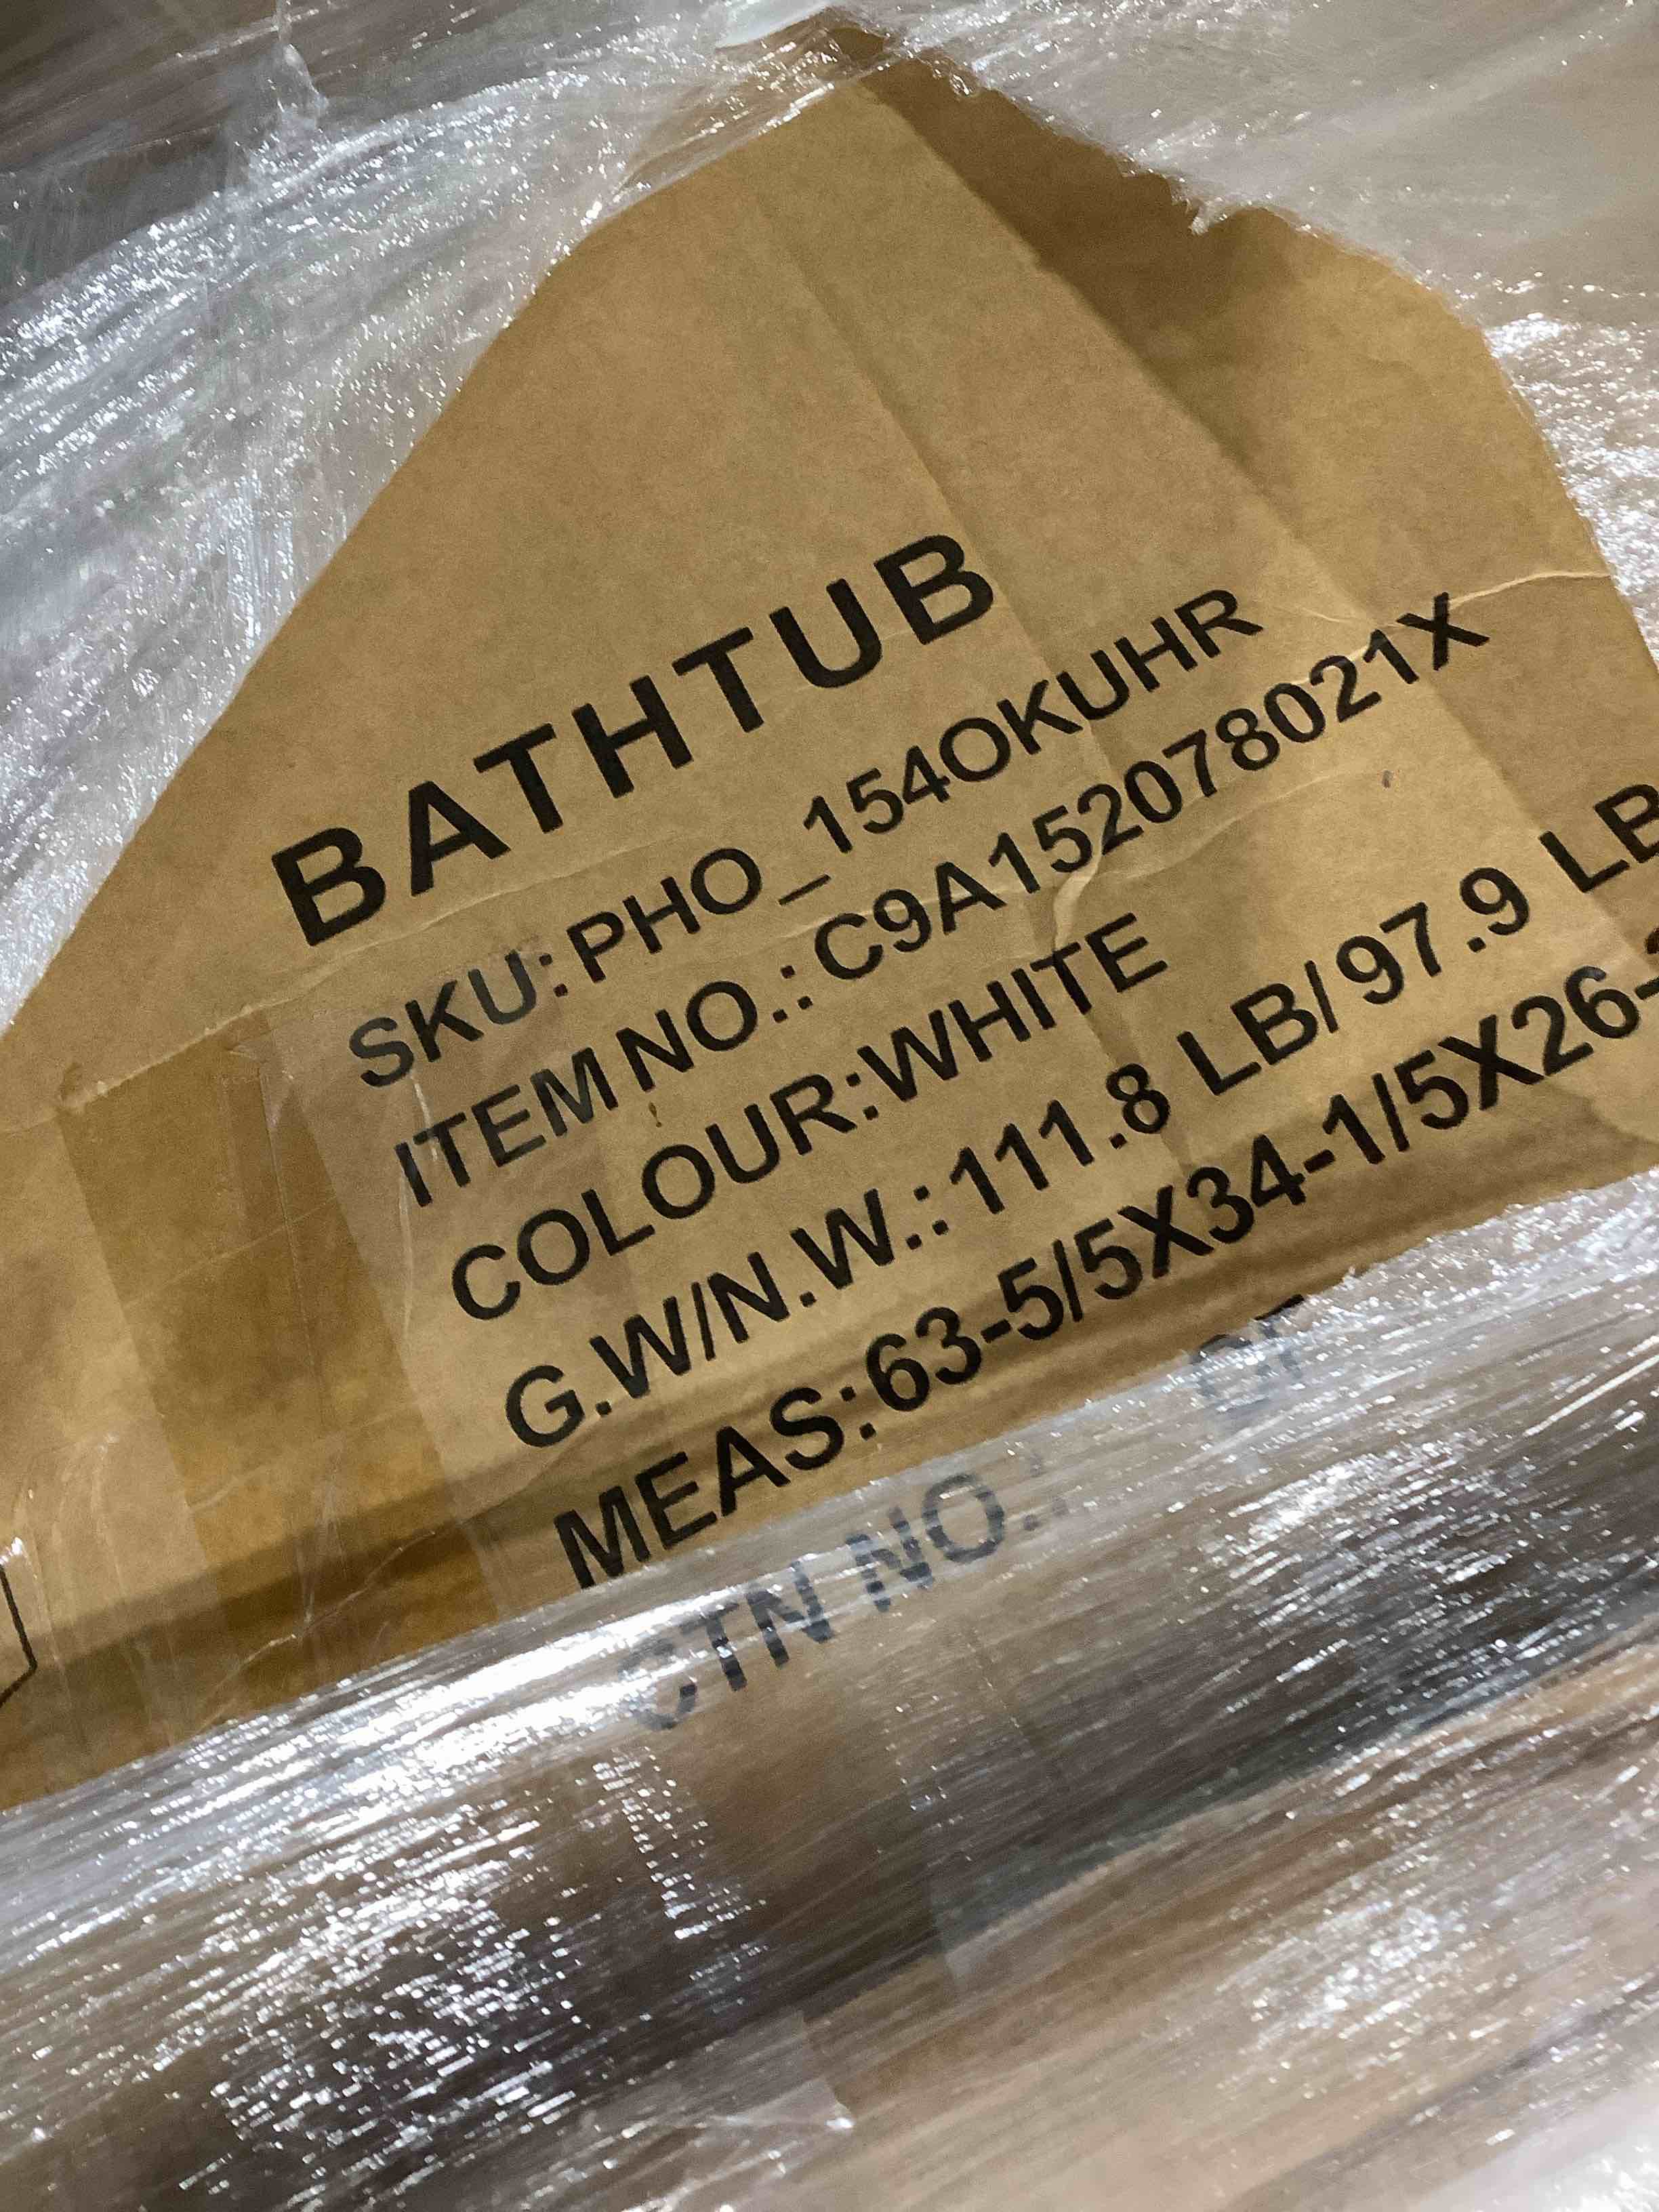 BATHTUB
SKU:PHO_154OKUHR
ITEM NO.:C9A152078021X
COLOUR:WHITE
G.W/N.W.:111.8 LB/97.9 LB
MEAS:63-5/5X34-1/5X26-
CTN NO.: OF